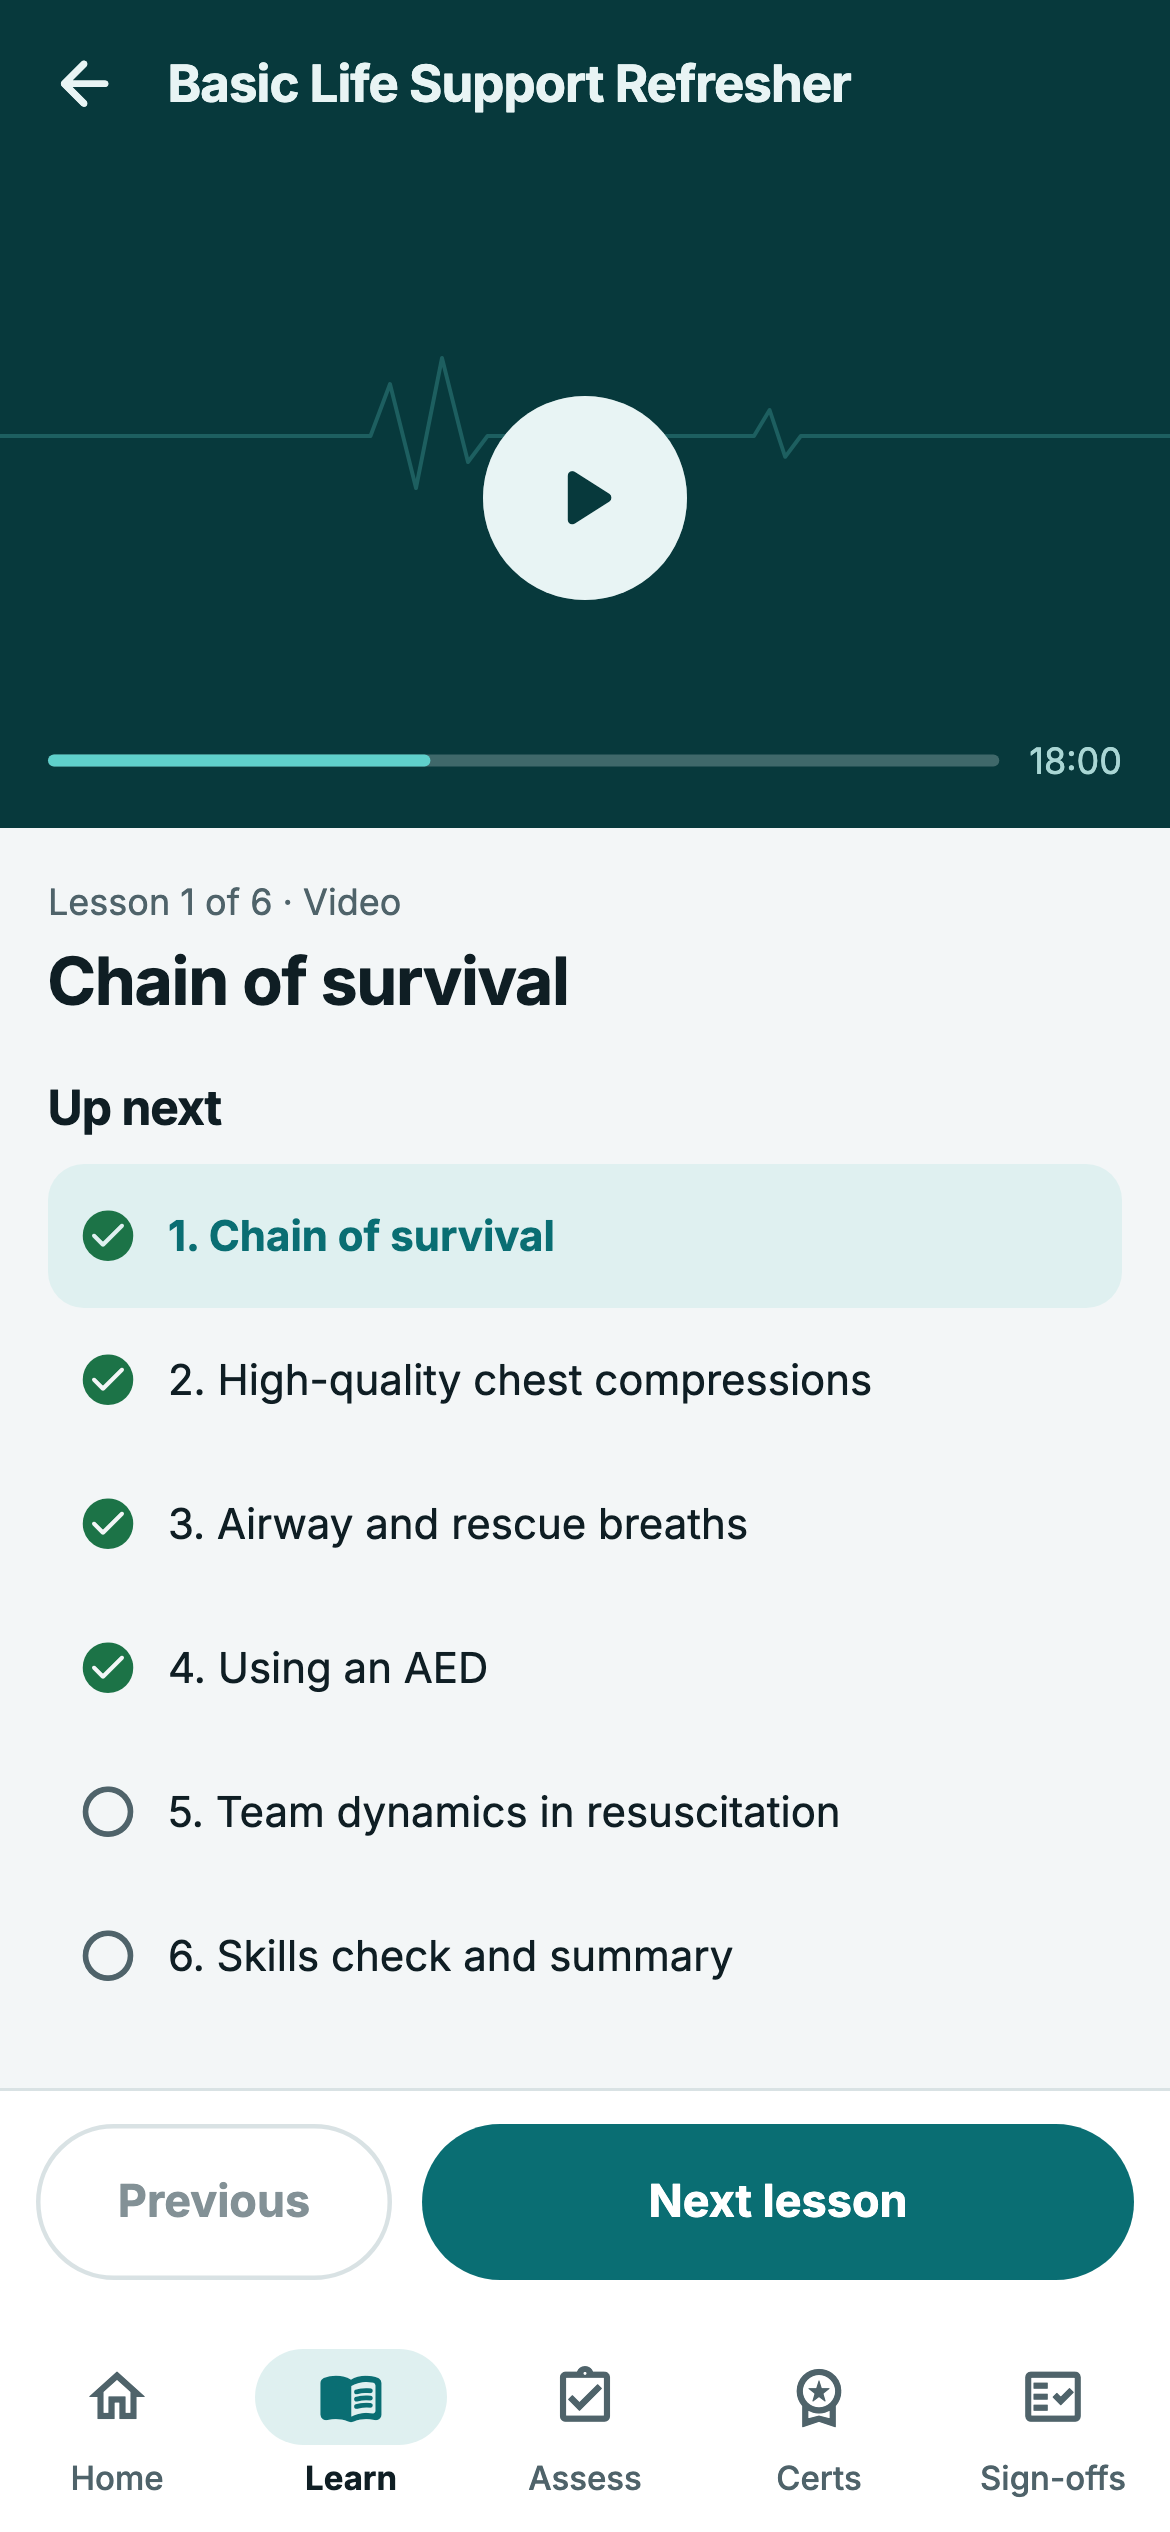 Basic Life Support Refresher
18:00
Lesson 1 of 6 · Video
Chain of survival
Up next
1. Chain of survival
2. High-quality chest compressions
3. Airway and rescue breaths
4. Using an AED
5. Team dynamics in resuscitation
6. Skills check and summary
Previous
Next lesson
Home
Learn
Assess
Certs
Sign-offs